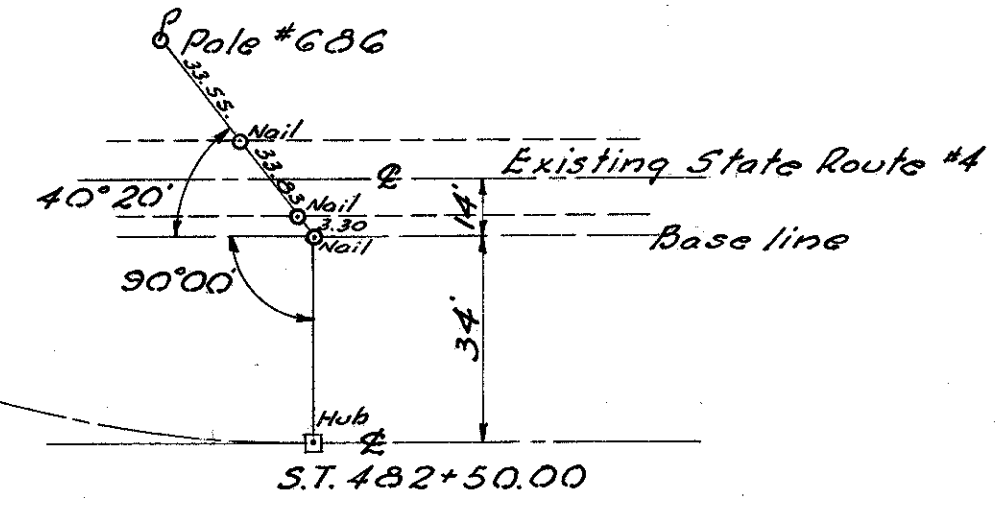 Pole #686
33.55.
Nail
33.83
℄
Existing State Route #4
40°20'
Nail
14'
3.30
Nail
Base line
90°00'
34'
Hub
℄
S.T. 482+50.00